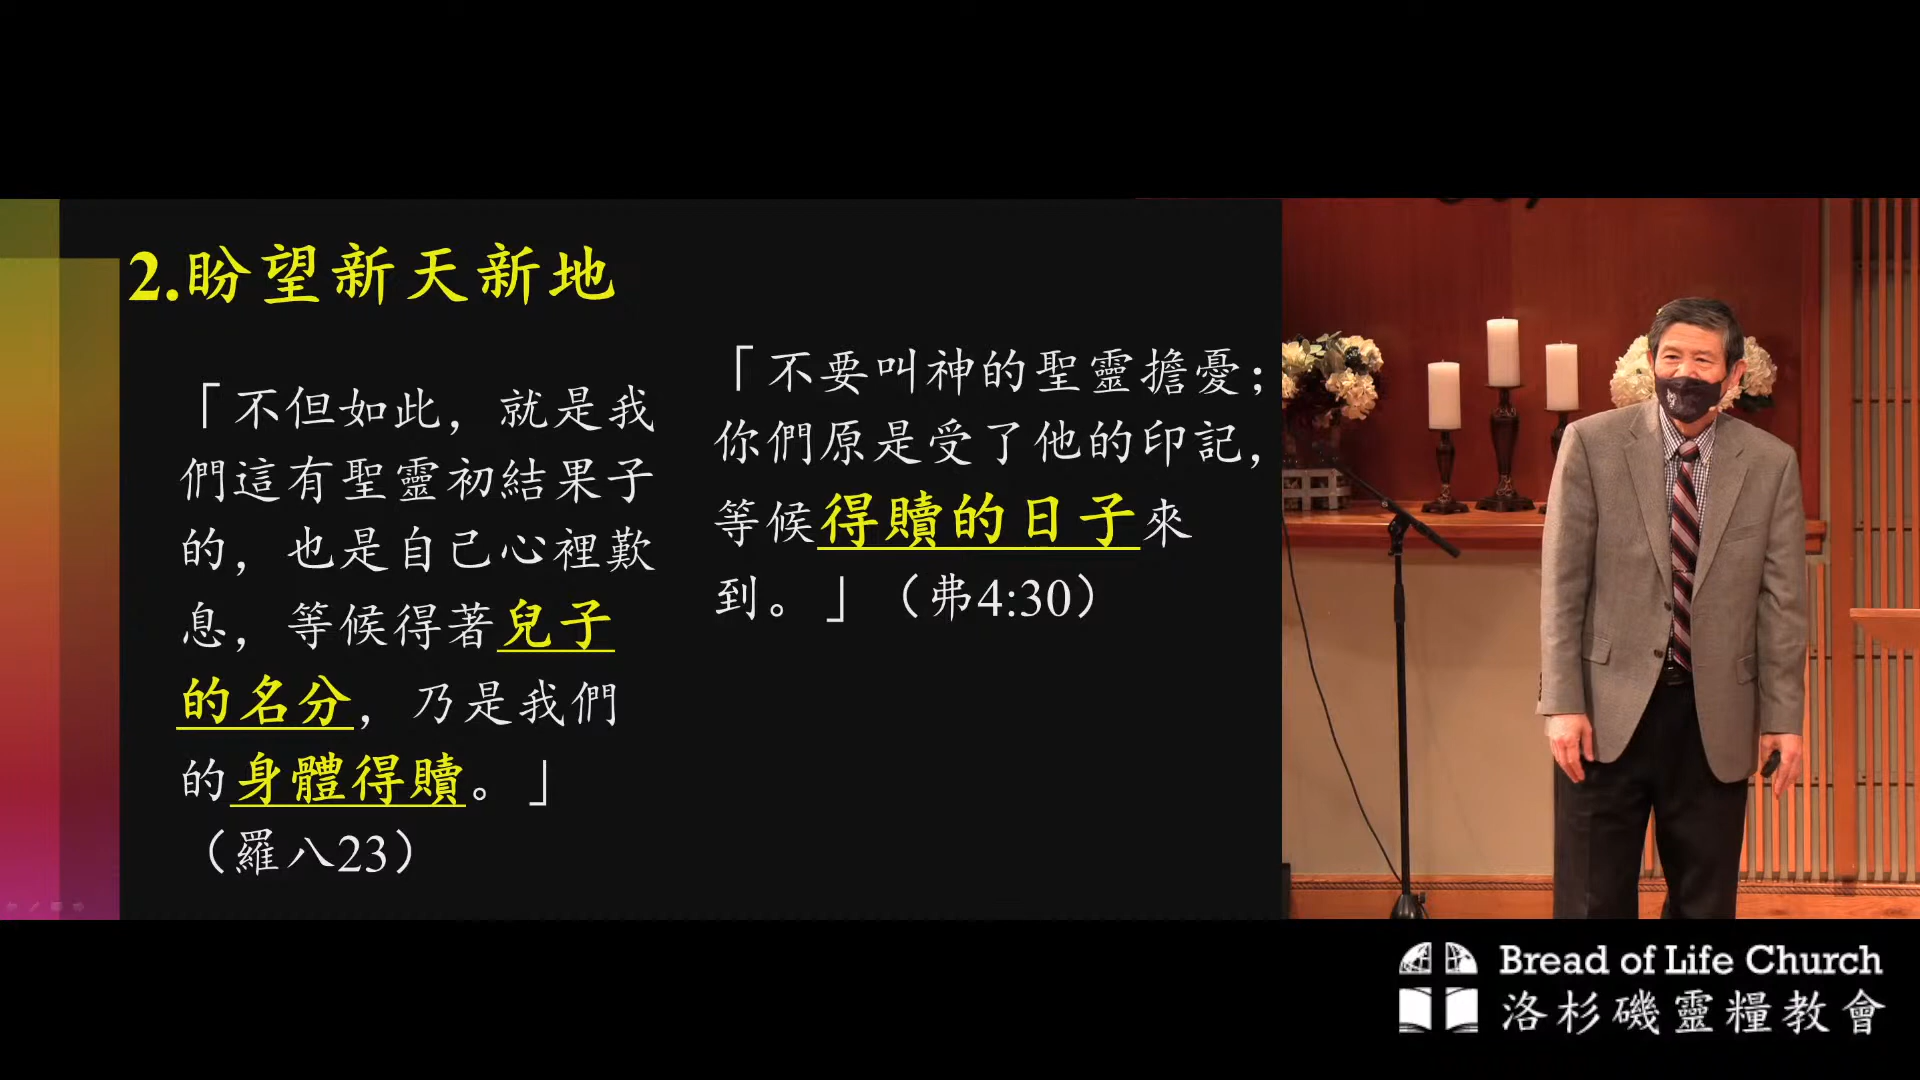 2.盼望新天新地
「不但如此，就是我
們這有聖靈初結果子
的，也是自己心裡歎
息，等候得著兒子
的名分，乃是我們
的身體得贖。」
（羅八23）
「不要叫神的聖靈擔憂；
你們原是受了他的印記，
等候得贖的日子來
到。」（弗4:30）
Bread of Life Church
洛杉磯靈糧教會